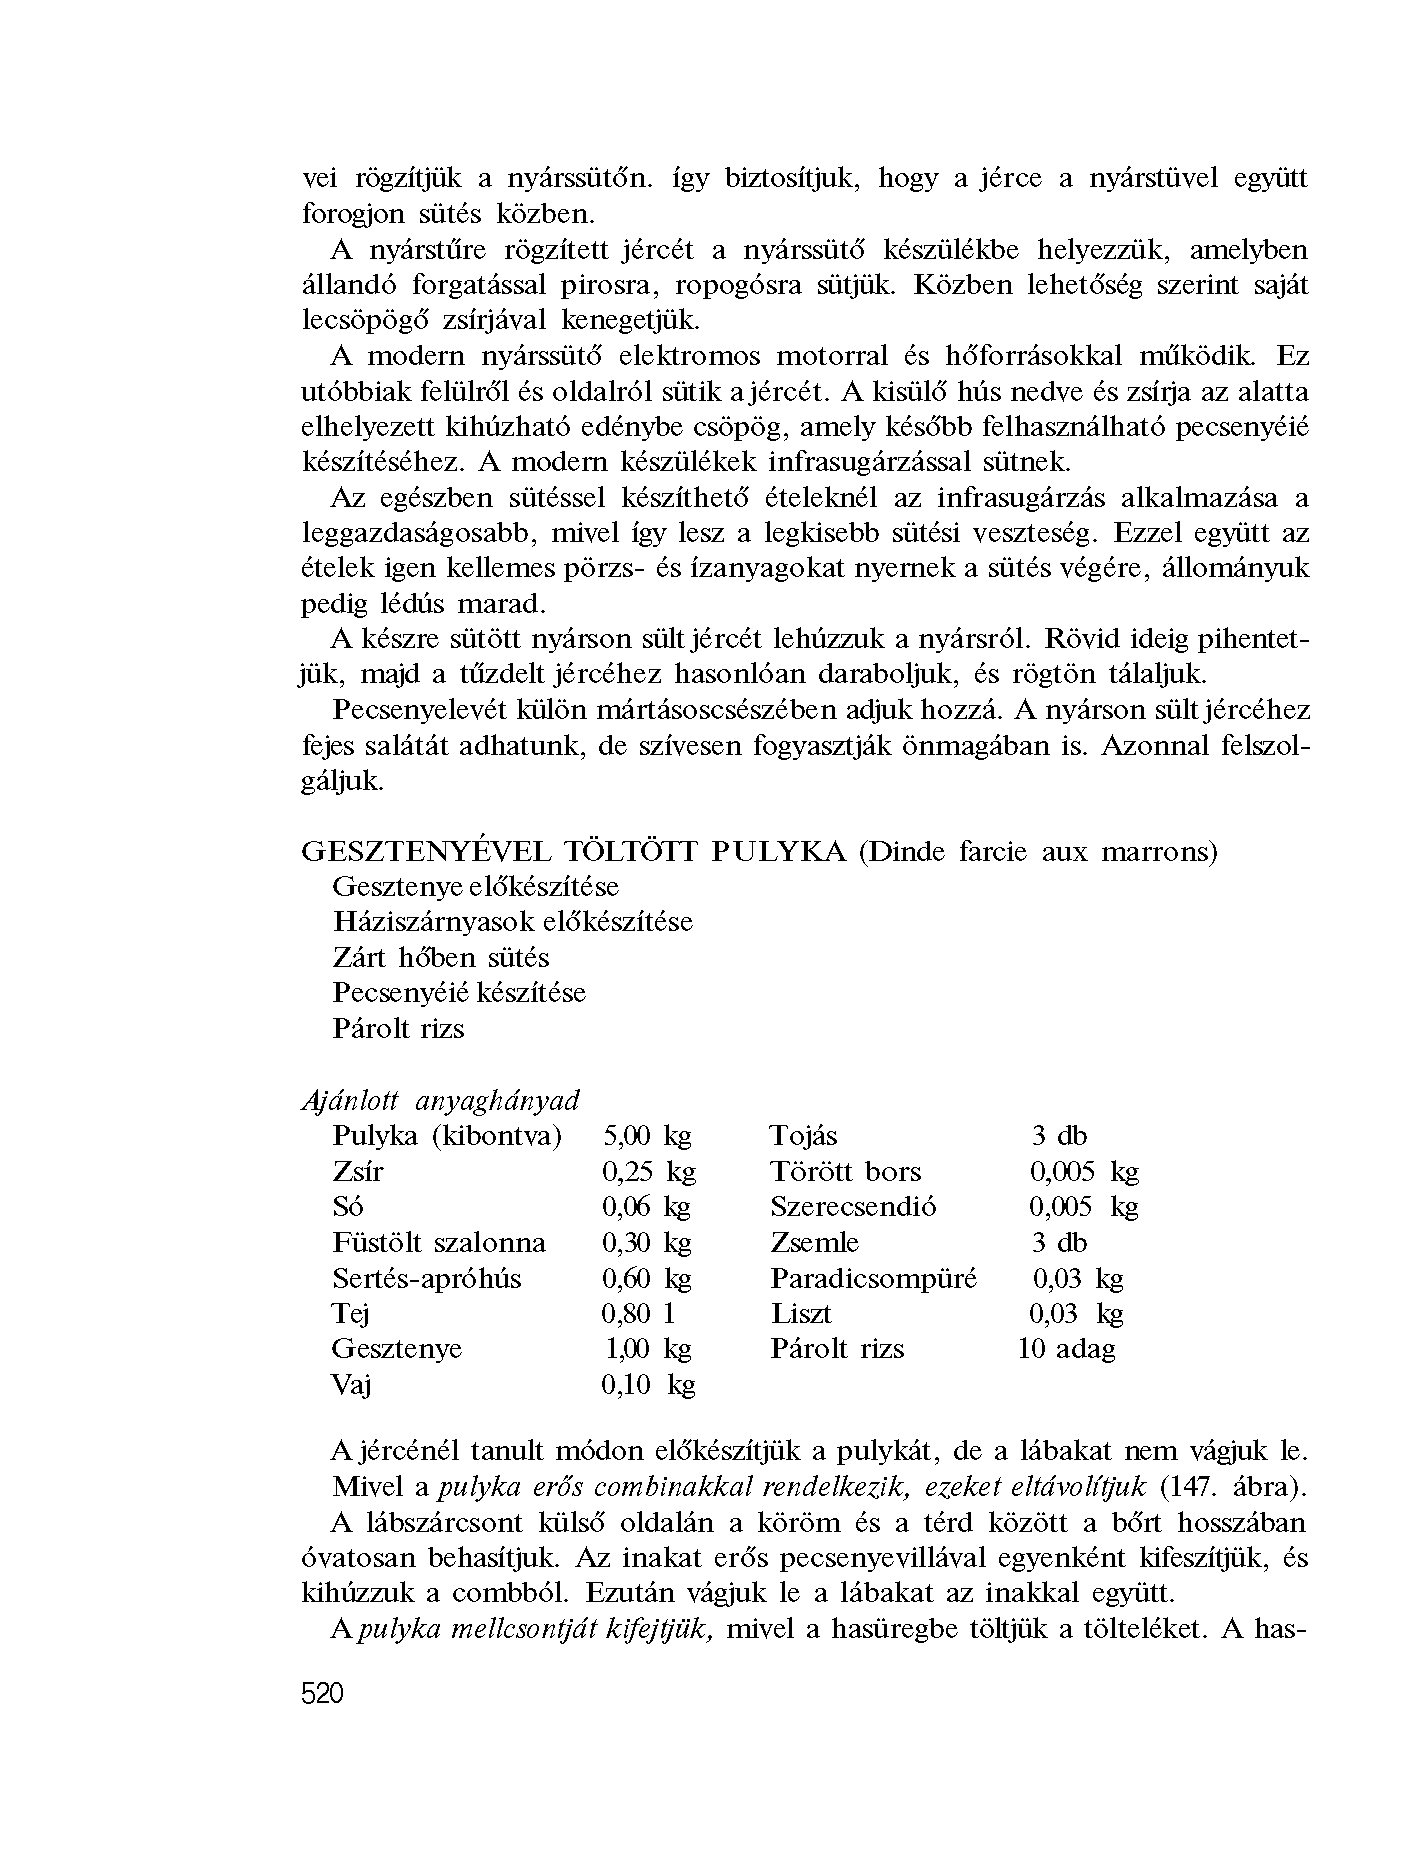 vei rögzítjük a nyárssütőn. így biztosítjuk, hogy a jérce a nyárstüvel együtt
forogjon sütés közben.
A nyárstűre rögzített jércét a nyárssütő készülékbe helyezzük, amelyben
állandó forgatással pirosra, ropogósra sütjük. Közben lehetőség szerint saját
lecsöpögő zsírjával kenegetjük.
A modern nyárssütő elektromos motorral és hőforrásokkal működik. Ez
utóbbiak felülről és oldalról sütik a jércét. A kisülő hús nedve és zsírja az alatta
elhelyezett kihúzható edénybe csöpög, amely később felhasználható pecsenyéié
készítéséhez. A modern készülékek infrasugárzással sütnek.
Az egészben sütéssel készíthető ételeknél az infrasugárzás alkalmazása a
leggazdaságosabb, mivel így lesz a legkisebb sütési veszteség. Ezzel együtt az
ételek igen kellemes pörzs- és ízanyagokat nyernek a sütés végére, állományuk
pedig lédús marad.
A készre sütött nyárson sült jércét lehúzzuk a nyársról. Rövid ideig pihentet-
jük, majd a tűzdelt jércéhez hasonlóan daraboljuk, és rögtön tálaljuk.
Pecsenyelevét külön mártásoscsészében adjuk hozzá. A nyárson sült jércéhez
fejes salátát adhatunk, de szívesen fogyasztják önmagában is. Azonnal felszol-
gáljuk.
GESZTENYÉVEL TÖLTÖTT PULYKA (Dinde farcie aux marrons)
Gesztenye előkészítése
Háziszárnyasok előkészítése
Zárt hőben sütés
Pecsenyéié készítése
Párolt rizs
Ajánlott anyaghányad
Pulyka (kibontva) 5,00 kg Tojás 3 db
Zsír 0,25 kg Törött bors 0,005 kg
Só 0,06 kg Szerecsendió 0,005 kg
Füstölt szalonna 0,30 kg Zsemle 3 db
Sertés-apróhús 0,60 kg Paradicsompüré 0,03 kg
Tej 0,80 l Liszt 0,03 kg
Gesztenye 1,00 kg Párolt rizs 10 adag
Vaj 0,10 kg
A jércénél tanult módon előkészítjük a pulykát, de a lábakat nem vágjuk le.
Mivel a pulyka erős combinakkal rendelkezik, ezeket eltávolítjuk (147. ábra).
A lábszárcsont külső oldalán a köröm és a térd között a bőrt hosszában
óvatosan behasítjuk. Az inakat erős pecsenyevillával egyenként kifeszítjük, és
kihúzzuk a combból. Ezután vágjuk le a lábakat az inakkal együtt.
A pulyka mellcsontját kifejtjük, mivel a hasüregbe töltjük a tölteléket. A has-
520